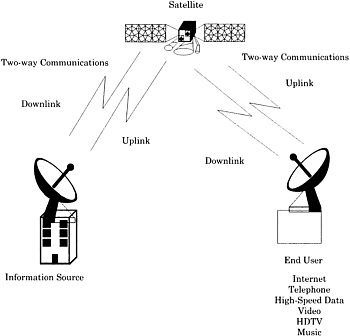 Satellite
Two-way Communications
Two-way Communications
Uplink
Downlink
Uplink
Downlink
Information Source
End User
Internet
Telephone
High-Speed Data
Video
HDTV
Music